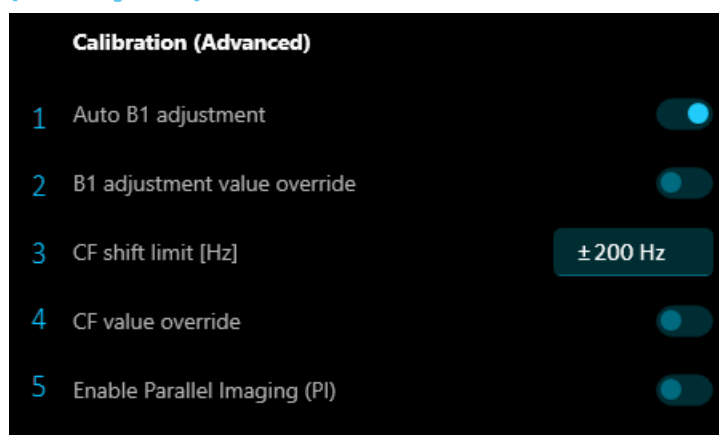 Calibration (Advanced)
1 Auto B1 adjustment
2 B1 adjustment value override
3 CF shift limit [Hz] ±200 Hz
4 CF value override
5 Enable Parallel Imaging (PI)